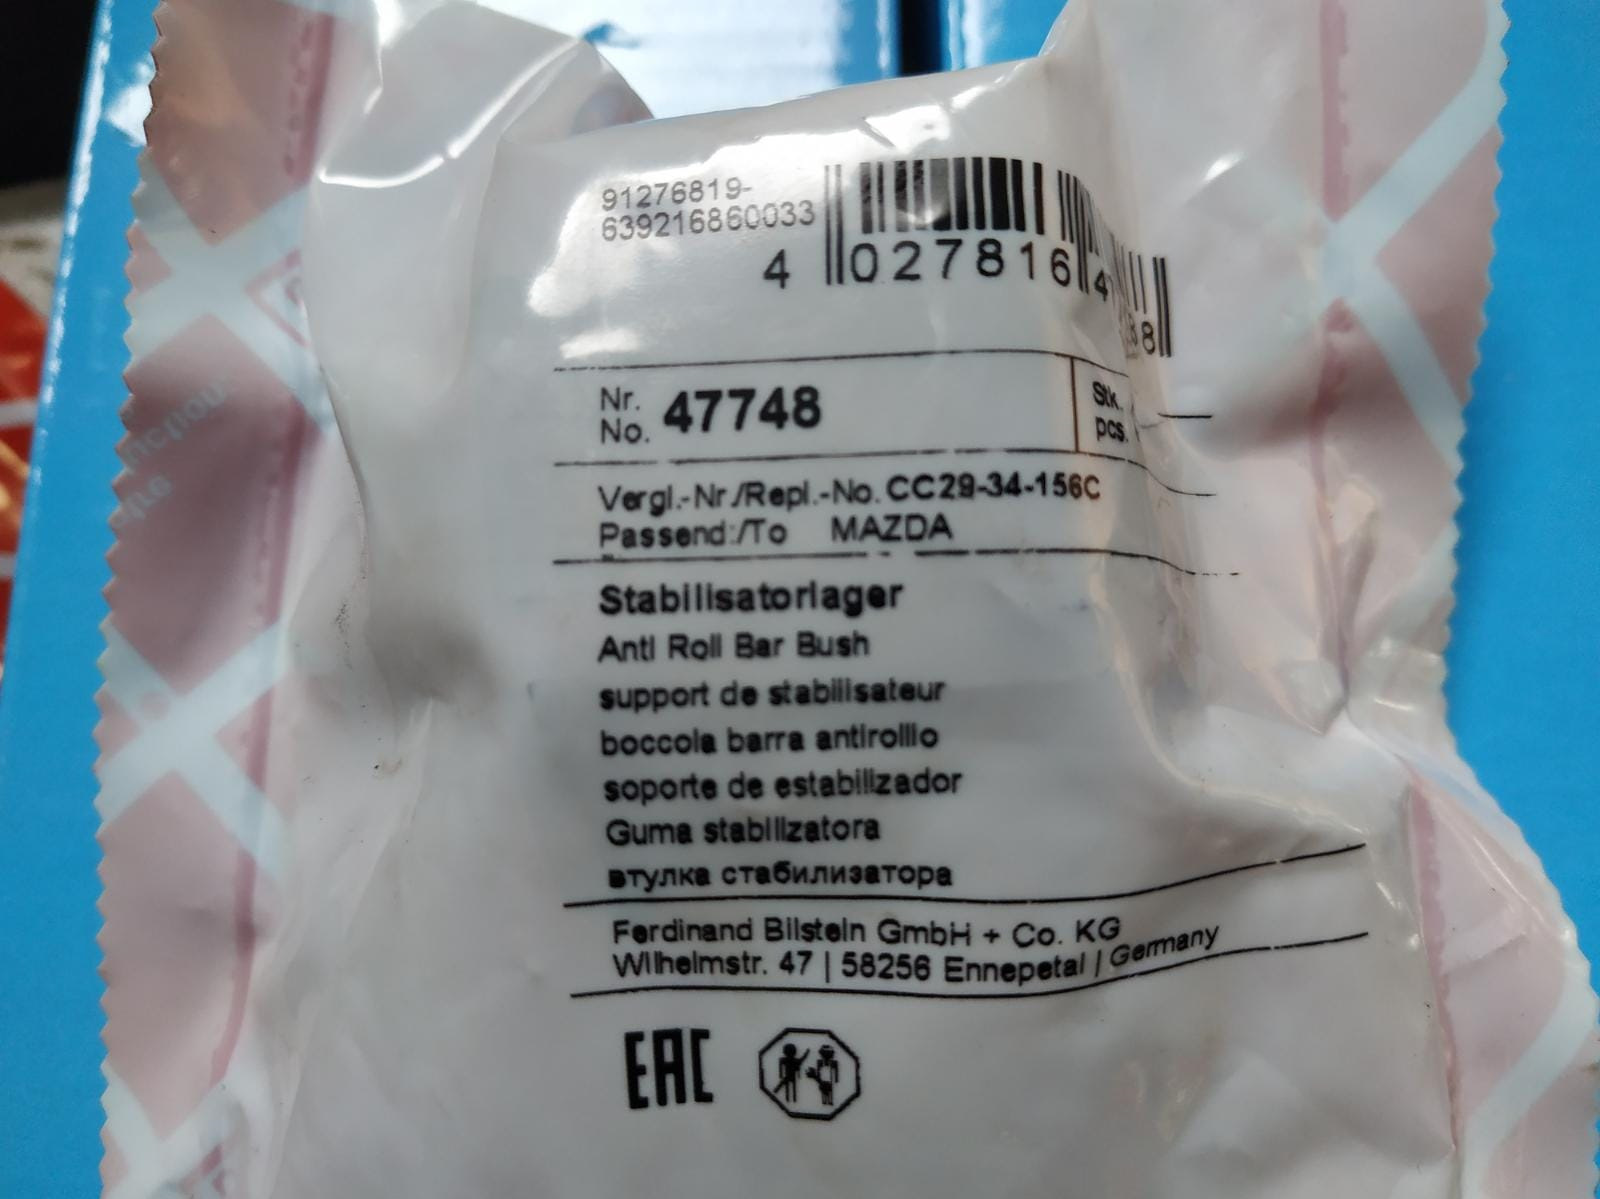 91276819-
639216860033
4 027816 4
88
Nr.
No. 47748
Stk.
pcs.
Vergl.-Nr./Repl.-No. CC29-34-156C
Passend:/To MAZDA
Stabilisatorlager
Anti Roll Bar Bush
support de stabilisateur
boccola barra antirollio
soporte de estabilizador
Guma stabilizatora
втулка стабилизатора
Ferdinand Bilstein GmbH + Co. KG
Wilhelmstr. 47 | 58256 Ennepetal | Germany
EAC